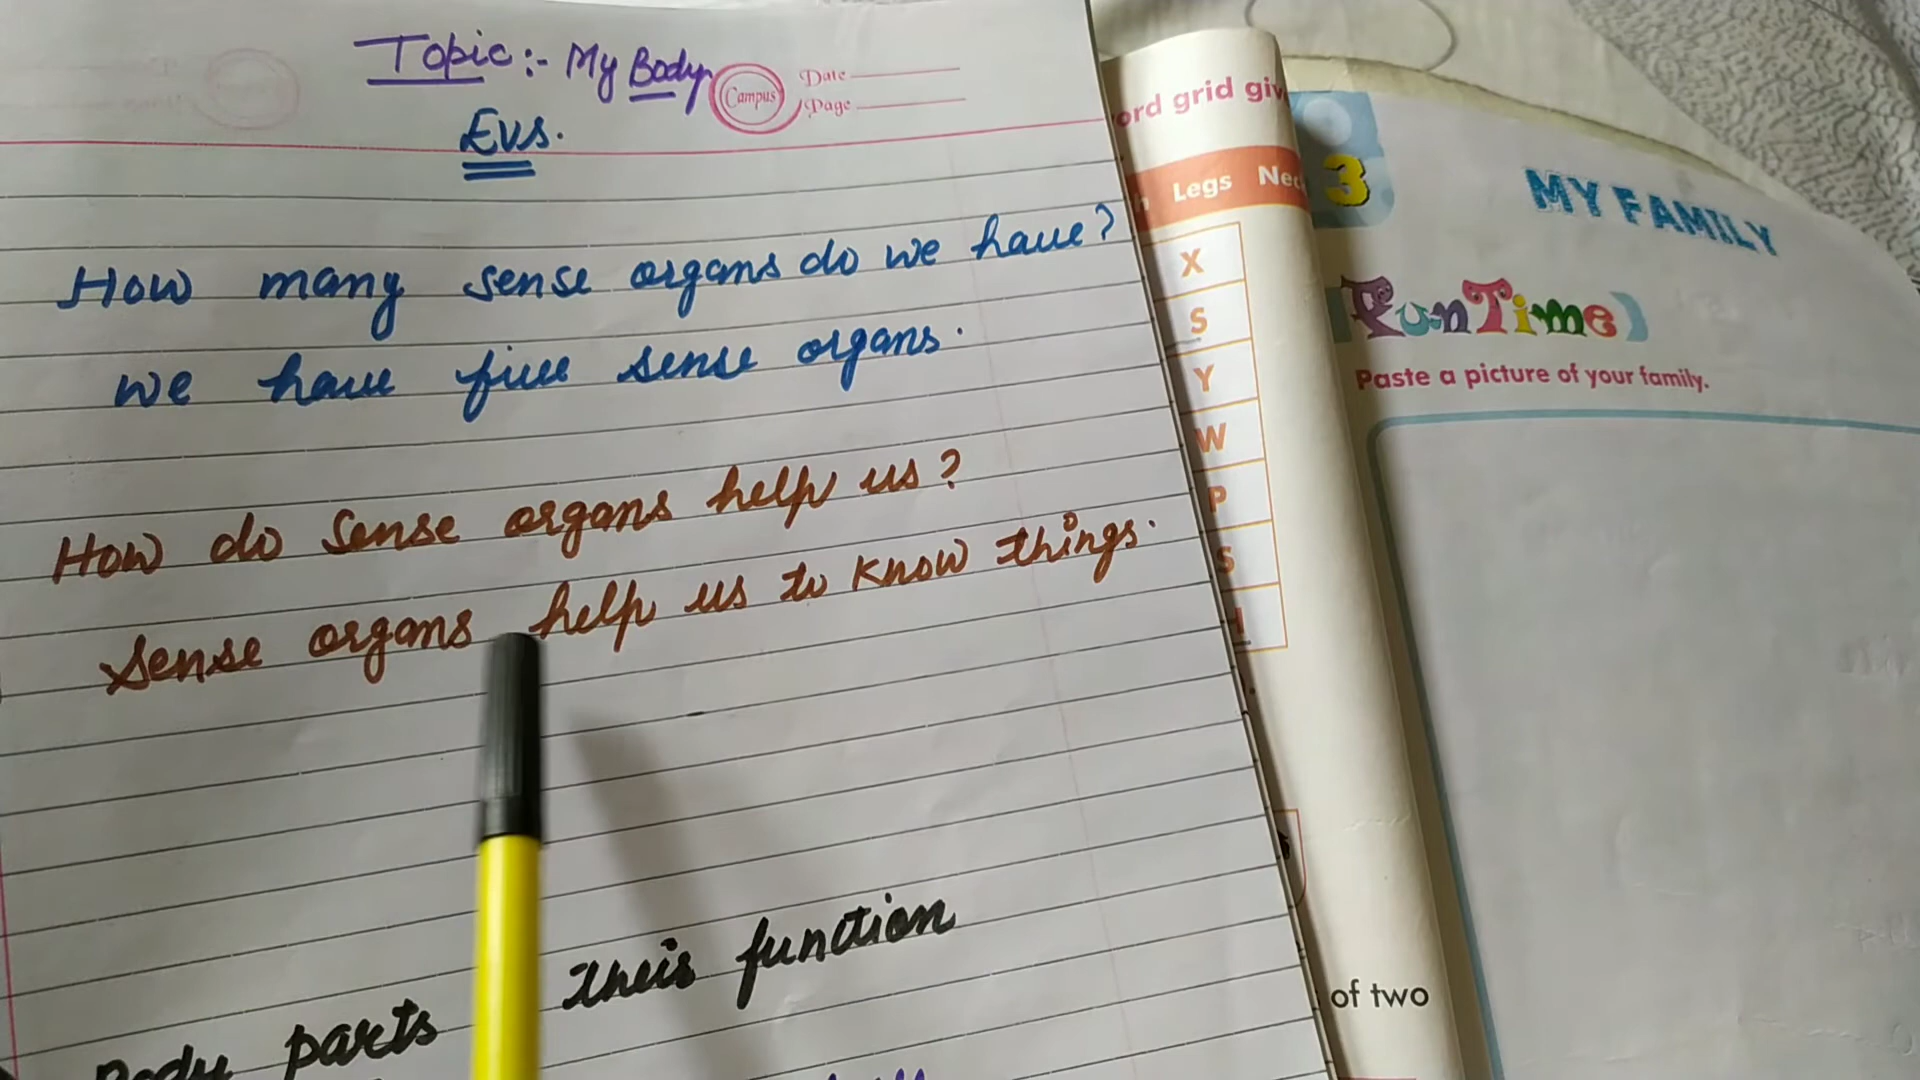 Topic:- My Body
Campus
Date
Page
Evs.
How many sense organs do we have?
we have five sense organs.
How do sense organs help us?
Sense organs help us to know things.
Body parts their function
ord grid giv
h Legs Nec
X
S
Y
W
P
S
of two
3
MY FAMILY
FunTime
Paste a picture of your family.